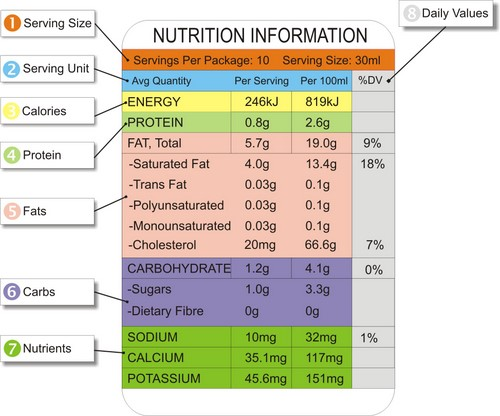 8 Daily Values
1 Serving Size
NUTRITION INFORMATION
Servings Per Package: 10 Serving Size: 30ml
2 Serving Unit
Avg Quantity Per Serving Per 100ml %DV
3 Calories
ENERGY 246kJ 819kJ
PROTEIN 0.8g 2.6g
4 Protein
FAT, Total 5.7g 19.0g 9%
-Saturated Fat 4.0g 13.4g 18%
-Trans Fat 0.03g 0.1g
5 Fats
-Polyunsaturated 0.03g 0.1g
-Monounsaturated 0.03g 0.1g
-Cholesterol 20mg 66.6g 7%
CARBOHYDRATE 1.2g 4.1g 0%
6 Carbs
-Sugars 1.0g 3.3g
-Dietary Fibre 0g 0g
SODIUM 10mg 32mg 1%
7 Nutrients
CALCIUM 35.1mg 117mg
POTASSIUM 45.6mg 151mg